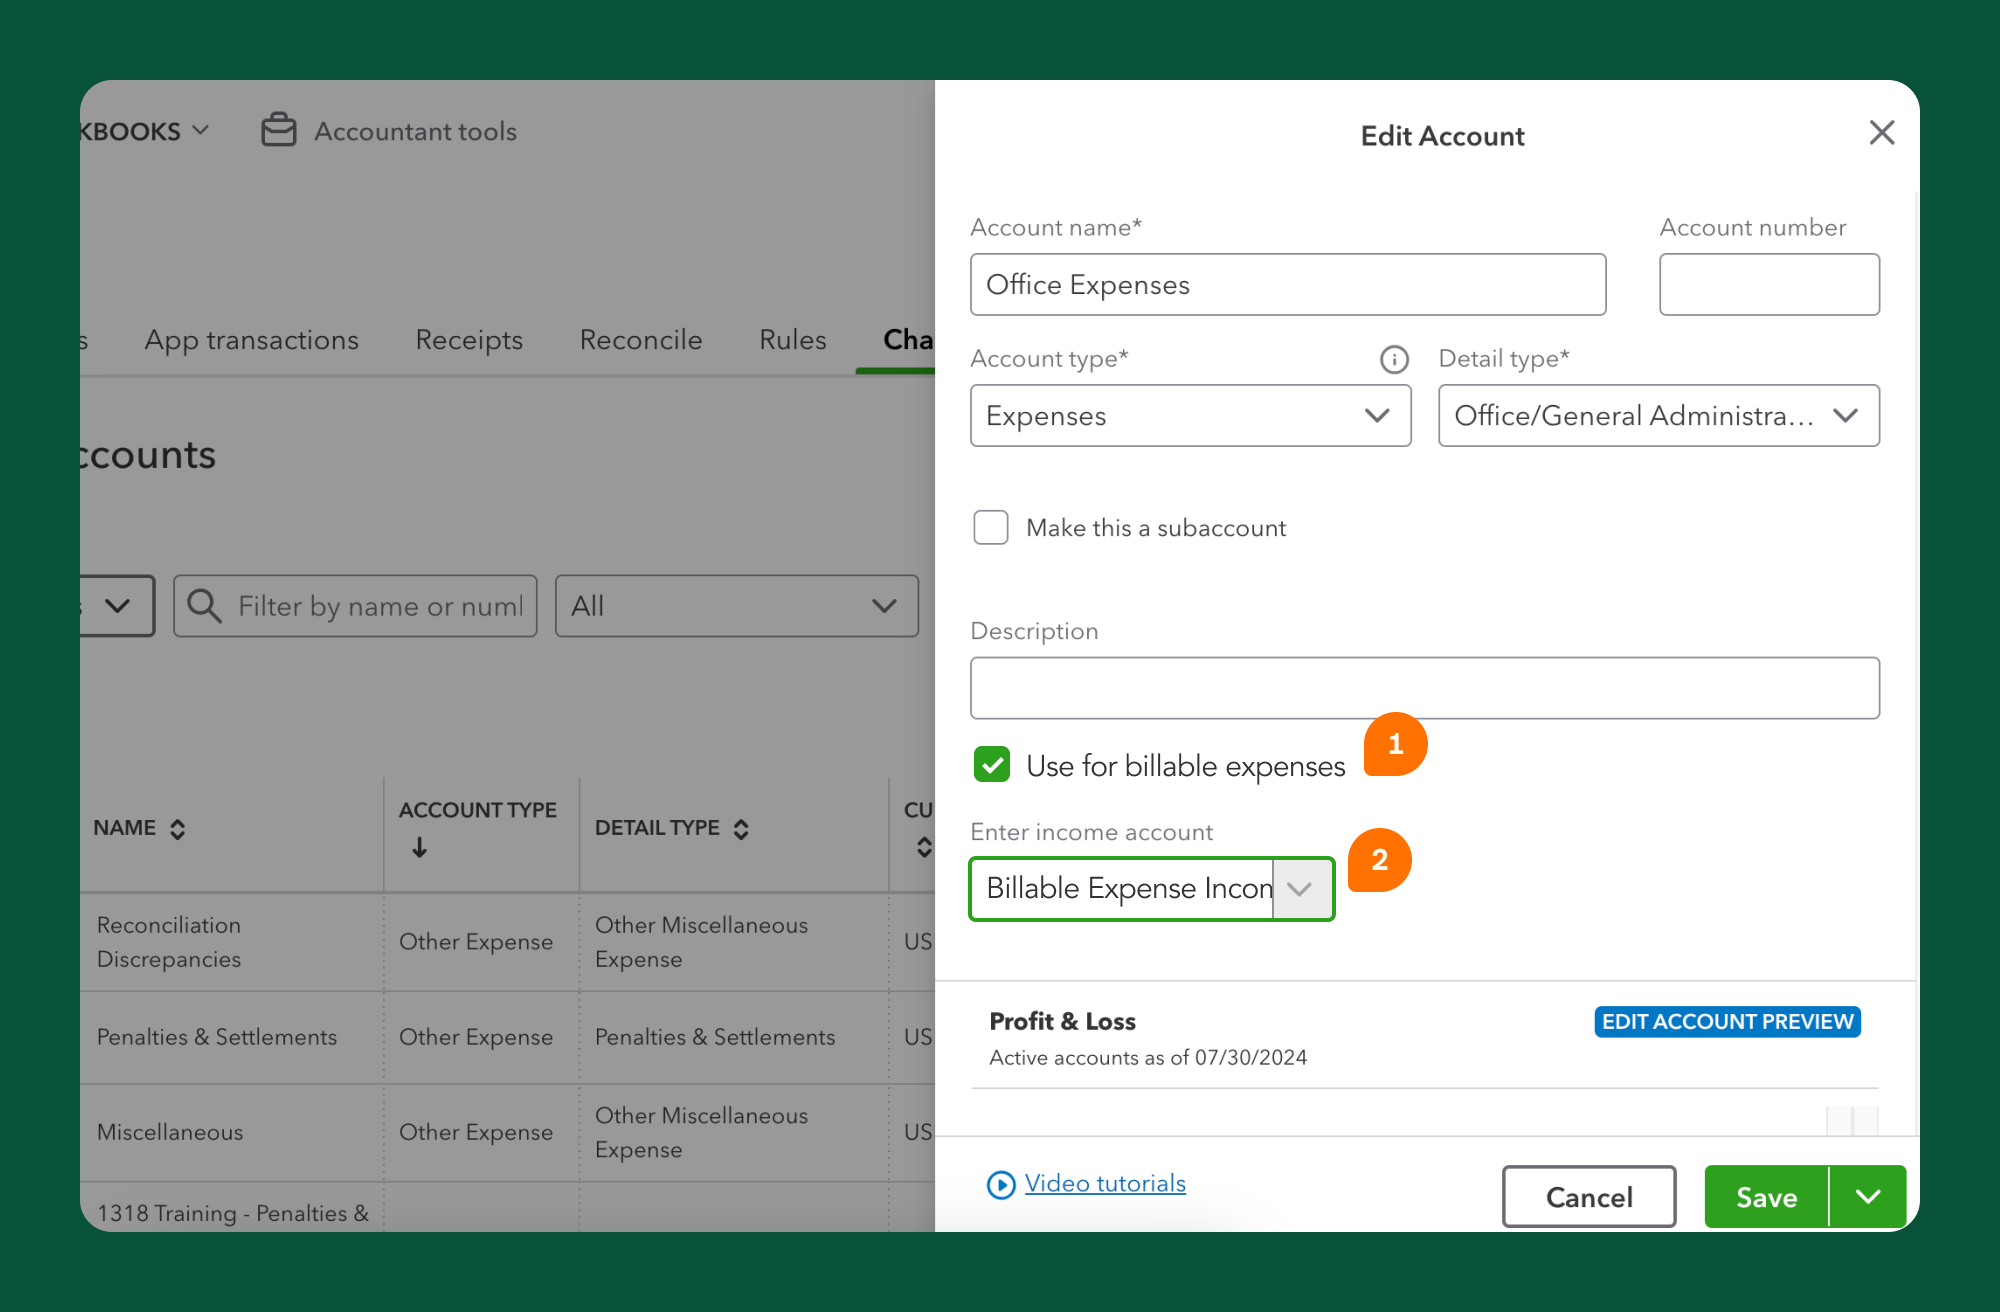 KBOOKS
Accountant tools
s
App transactions
Receipts
Reconcile
Rules
Cha
ccounts
Filter by name or numl
All
NAME
ACCOUNT TYPE
DETAIL TYPE
CU
Reconciliation
Discrepancies
Other Expense
Other Miscellaneous
Expense
US
Penalties & Settlements
Other Expense
Penalties & Settlements
US
Miscellaneous
Other Expense
Other Miscellaneous
Expense
US
1318 Training - Penalties &
Edit Account
Account name*
Account number
Office Expenses
Account type*
Detail type*
Expenses
Office/General Administra...
Make this a subaccount
Description
Use for billable expenses
1
Enter income account
Billable Expense Incon
2
Profit & Loss
EDIT ACCOUNT PREVIEW
Active accounts as of 07/30/2024
Video tutorials
Cancel
Save